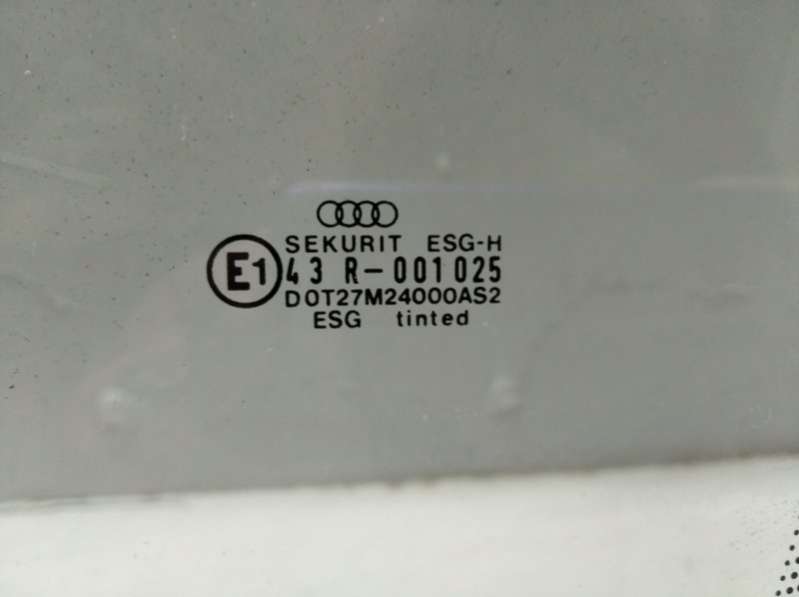 SEKURIT ESG-H
E1 43 R-001025
DOT27M24000AS2
ESG tinted